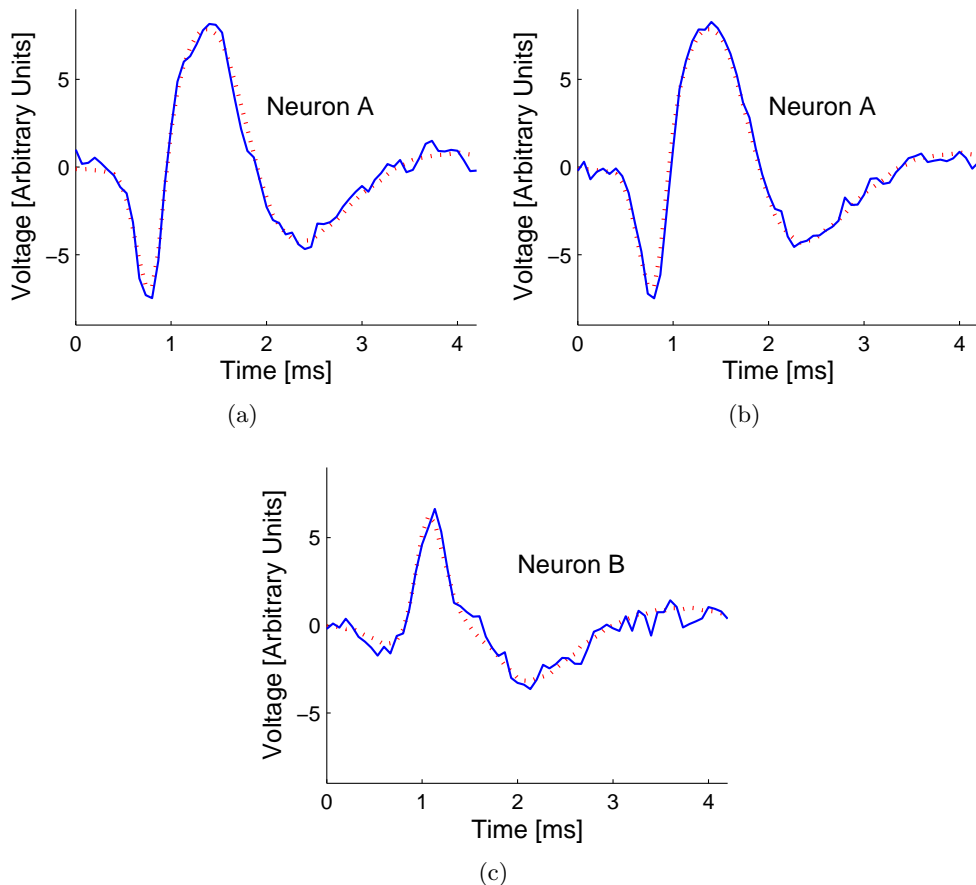 Voltage [Arbitrary Units]
5
0
−5
Neuron A
0 1 2 3 4
Time [ms]
(a)
Voltage [Arbitrary Units]
5
0
−5
Neuron A
0 1 2 3 4
Time [ms]
(b)
Voltage [Arbitrary Units]
5
0
−5
Neuron B
0 1 2 3 4
Time [ms]
(c)